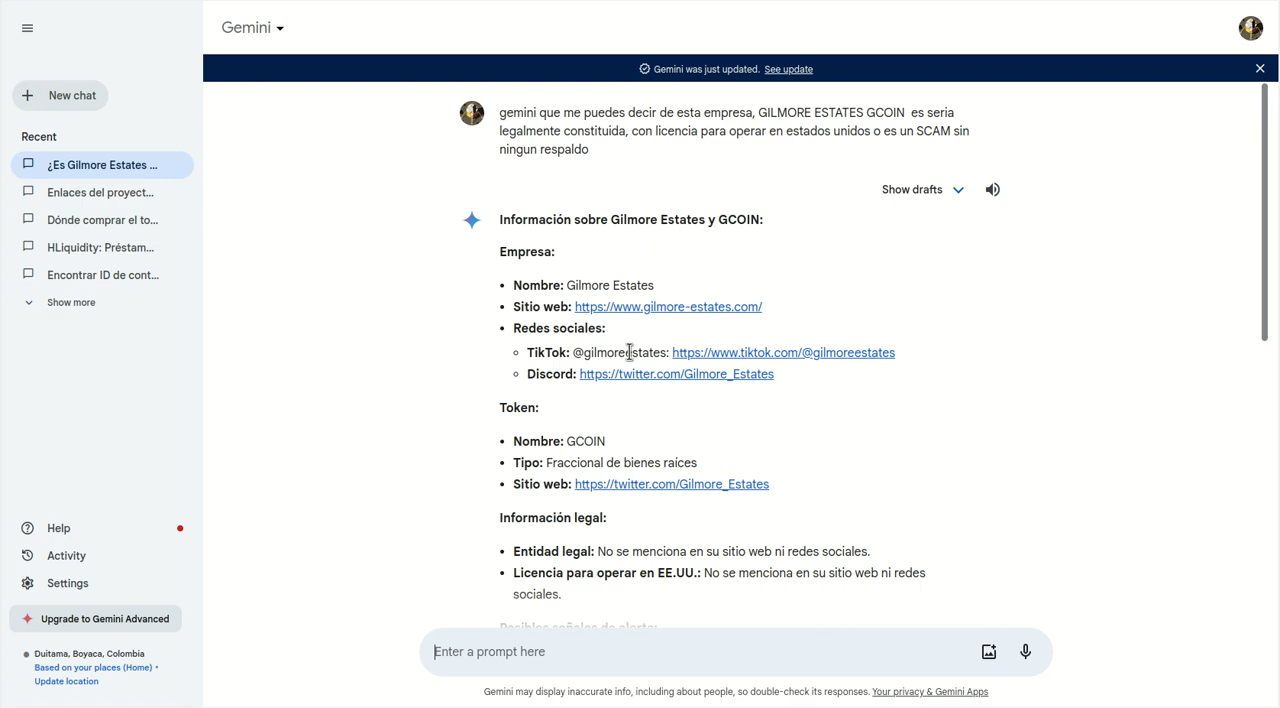 Gemini
Gemini was just updated. See update
New chat
Recent
¿Es Gilmore Estates ...
Enlaces del proyect...
Dónde comprar el to...
HLiquidity: Préstam...
Encontrar ID de cont...
Show more
Help
Activity
Settings
Upgrade to Gemini Advanced
Duitama, Boyaca, Colombia
Based on your places (Home) •
Update location
gemini que me puedes decir de esta empresa, GILMORE ESTATES GCOIN es seria
legalmente constituida, con licencia para operar en estados unidos o es un SCAM sin
ningun respaldo
Show drafts
Información sobre Gilmore Estates y GCOIN:
Empresa:
• Nombre: Gilmore Estates
• Sitio web: https://www.gilmore-estates.com/
• Redes sociales:
TikTok: @gilmoreestates: https://www.tiktok.com/@gilmoreestates
Discord: https://twitter.com/Gilmore_Estates
Token:
• Nombre: GCOIN
• Tipo: Fraccional de bienes raíces
• Sitio web: https://twitter.com/Gilmore_Estates
Información legal:
• Entidad legal: No se menciona en su sitio web ni redes sociales.
• Licencia para operar en EE.UU.: No se menciona en su sitio web ni redes
sociales.
Posibles señales de alerta:
Enter a prompt here
Gemini may display inaccurate info, including about people, so double-check its responses. Your privacy & Gemini Apps